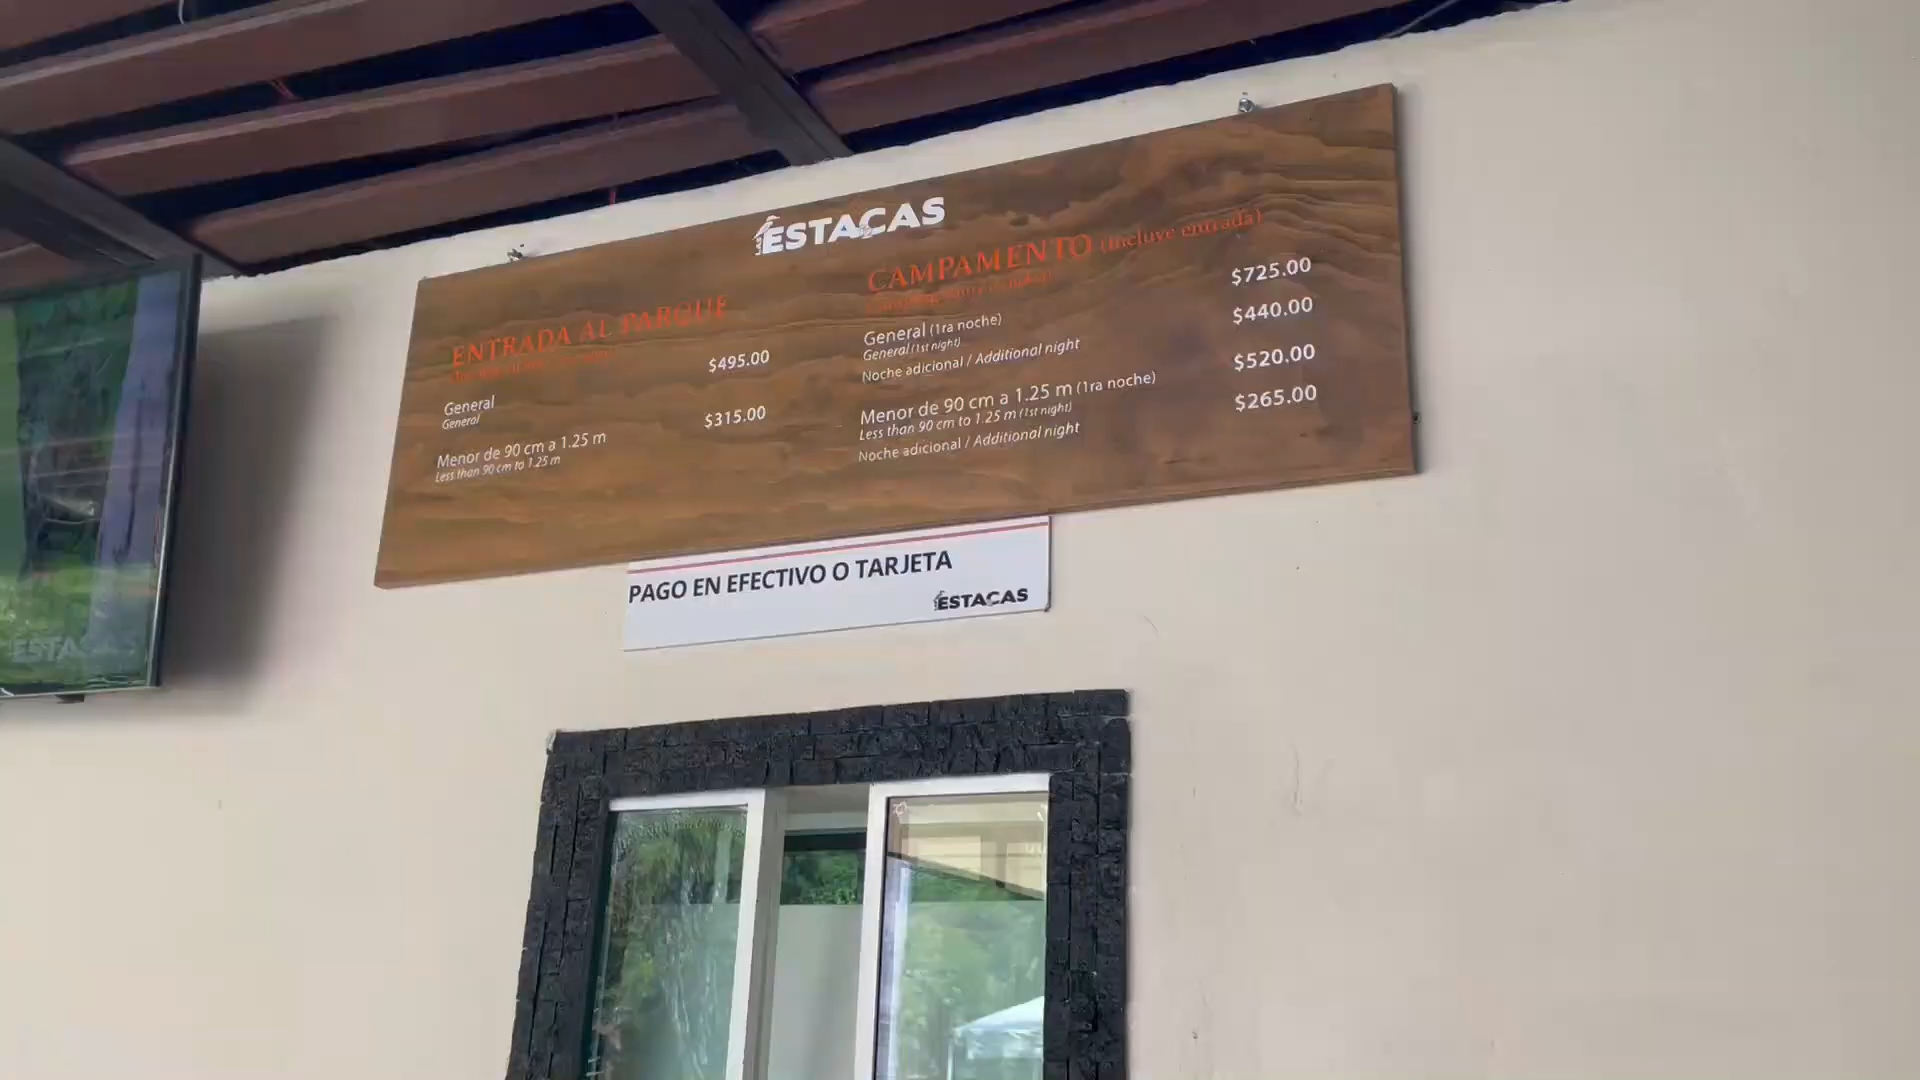 LAS ESTACAS
ENTRADA AL PARQUE
General
General
$495.00
Menor de 90 cm a 1.25 m
Less than 90 cm to 1.25 m
$315.00
CAMPAMENTO (incluye entrada)
General (1ra noche)
General (1st night)
$725.00
Noche adicional / Additional night
$440.00
Menor de 90 cm a 1.25 m (1ra noche)
Less than 90 cm to 1.25 m (1st night)
$520.00
Noche adicional / Additional night
$265.00
PAGO EN EFECTIVO O TARJETA
ESTACAS
ESTA